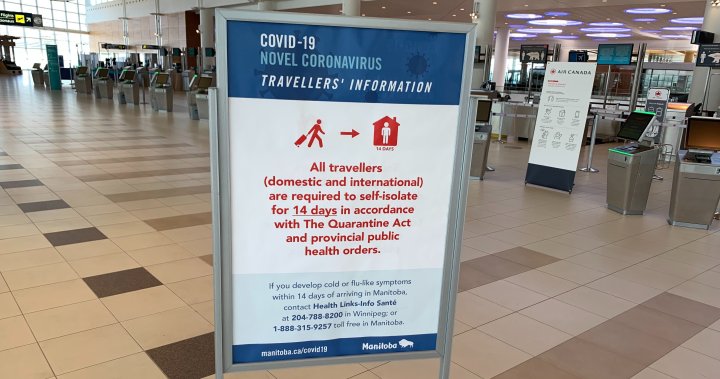 Flights
COVID-19
NOVEL CORONAVIRUS
TRAVELLERS' INFORMATION
14 DAYS
All travellers
(domestic and international)
are required to self-isolate
for 14 days in accordance
with The Quarantine Act
and provincial public
health orders.
If you develop cold or flu-like symptoms
within 14 days of arriving in Manitoba,
contact Health Links-Info Santé
at 204-788-8200 in Winnipeg; or
1-888-315-9257 toll free in Manitoba.
manitoba.ca/covid19
Manitoba
AIR CANADA